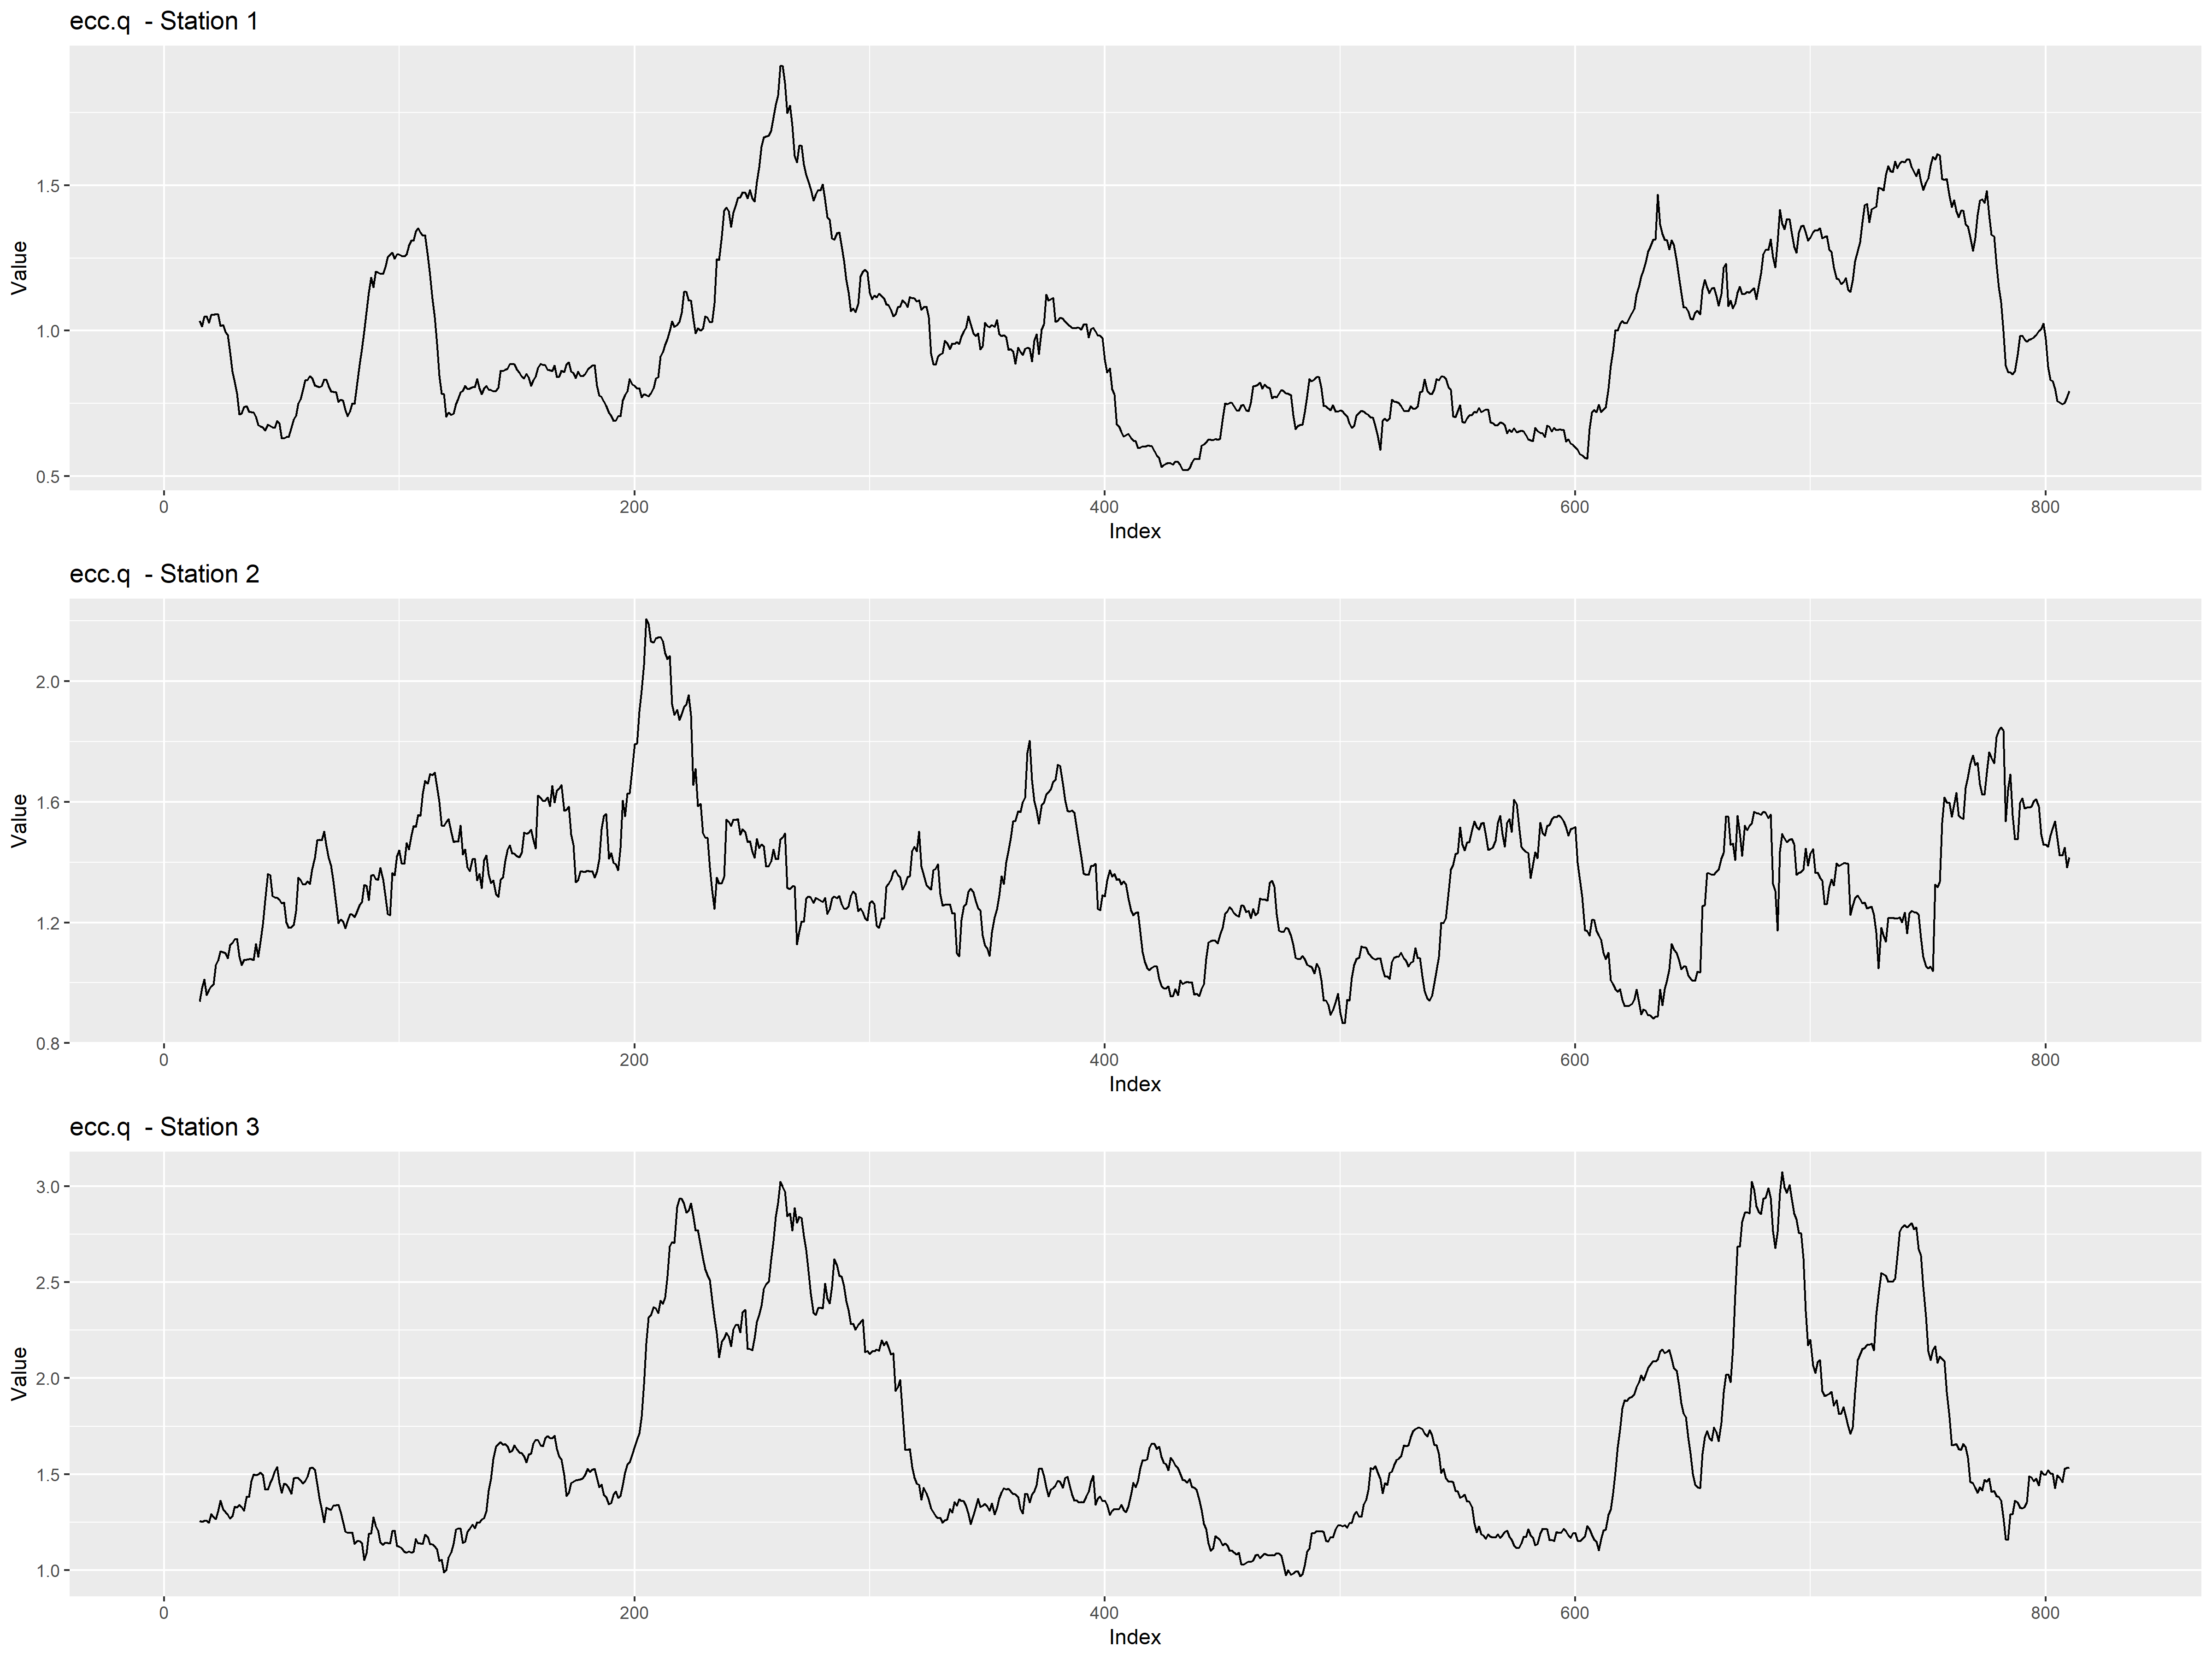 ecc.q  - Station 1
Value
1.5
1.0
0.5
0 200 400 600 800
Index
ecc.q  - Station 2
Value
2.0
1.6
1.2
0.8
0 200 400 600 800
Index
ecc.q  - Station 3
Value
3.0
2.5
2.0
1.5
1.0
0 200 400 600 800
Index